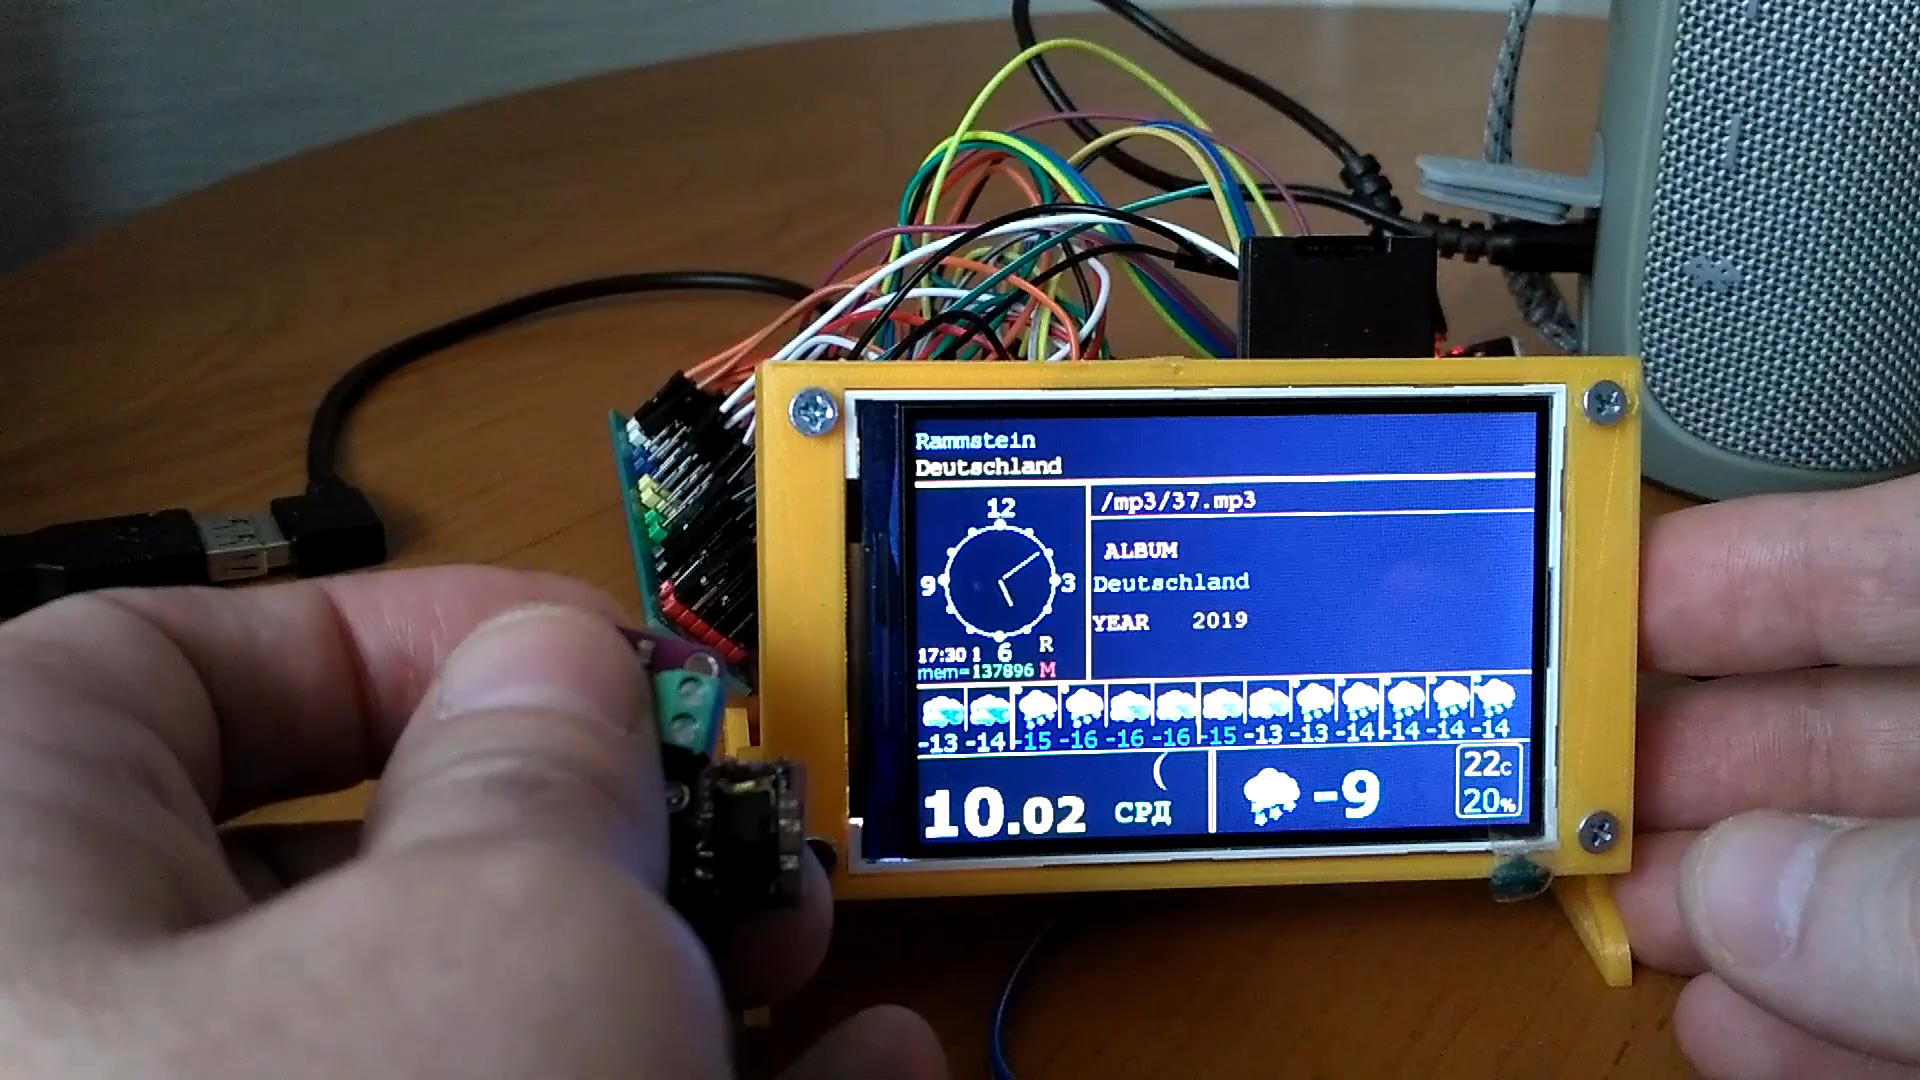 Rammstein
Deutschland
12
9
3
6
R
17:30 1
mem=137896 M
/mp3/37.mp3
ALBUM
Deutschland
YEAR 2019
-13 -14 -15 -16 -16 -16 -15 -13 -13 -14 -14 -14 -14
10.02 СРД
-9
22c
20%